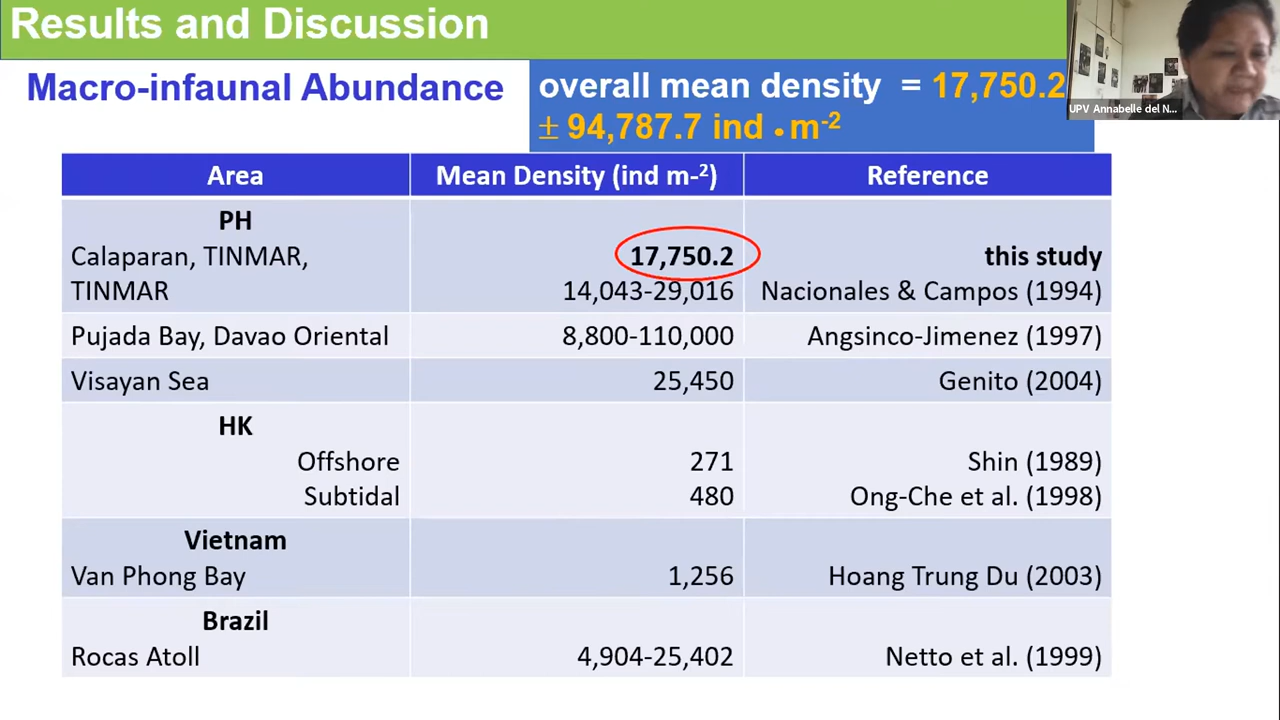 Results and Discussion
UPV Annabelle del N...
Macro-infaunal Abundance
overall mean density = 17,750.2
± 94,787.7 ind • m-2
Area Mean Density (ind m-2) Reference
PH
Calaparan, TINMAR, 17,750.2 this study
TINMAR 14,043-29,016 Nacionales & Campos (1994)
Pujada Bay, Davao Oriental 8,800-110,000 Angsinco-Jimenez (1997)
Visayan Sea 25,450 Genito (2004)
HK
Offshore 271 Shin (1989)
Subtidal 480 Ong-Che et al. (1998)
Vietnam
Van Phong Bay 1,256 Hoang Trung Du (2003)
Brazil
Rocas Atoll 4,904-25,402 Netto et al. (1999)